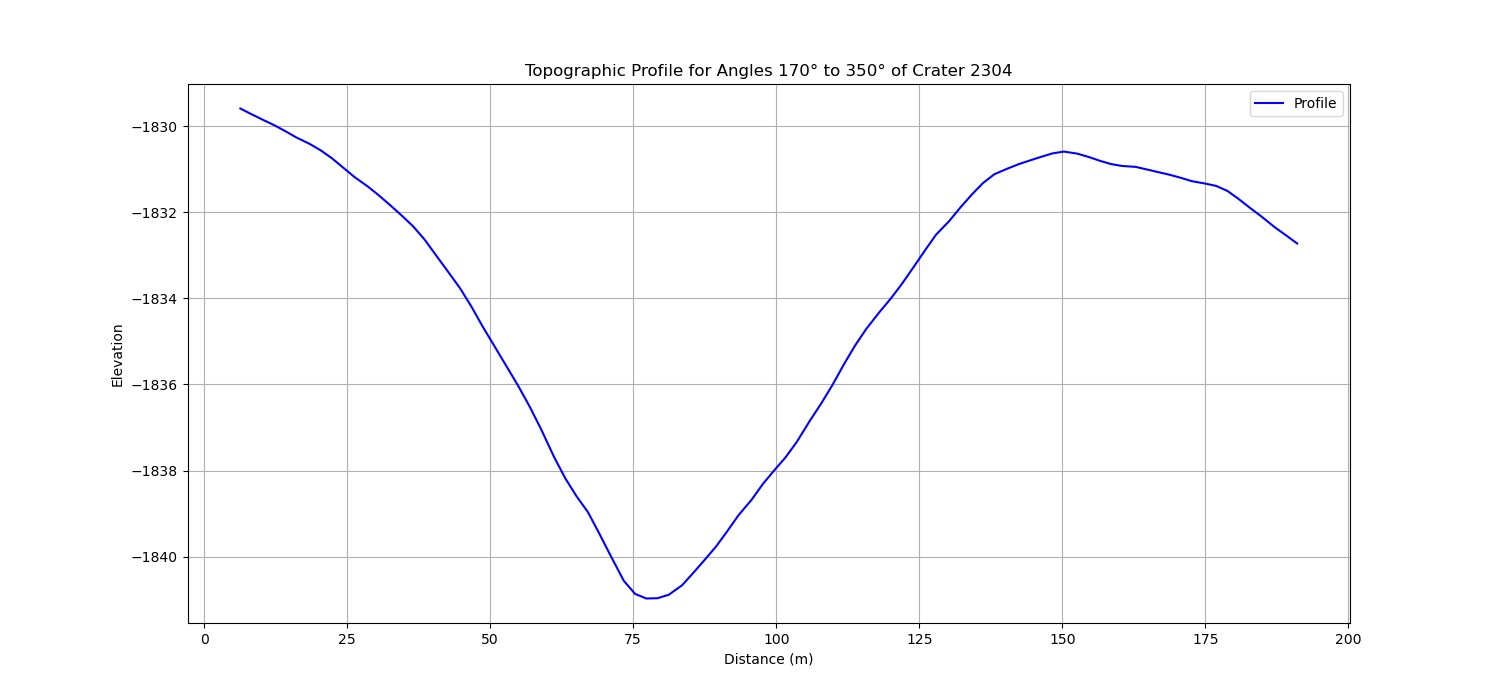 Topographic Profile for Angles 170° to 350° of Crater 2304
Profile
−1830
−1832
−1834
−1836
−1838
−1840
Elevation
0 25 50 75 100 125 150 175 200
Distance (m)